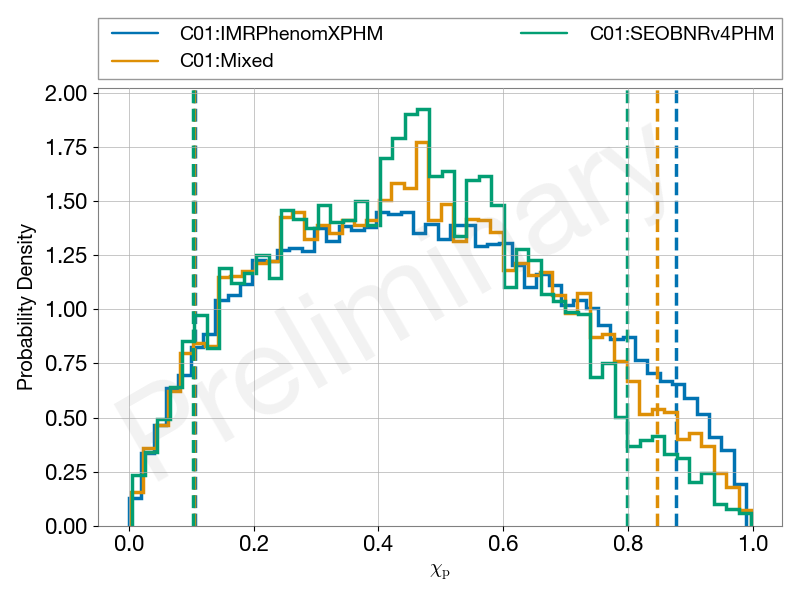 C01:IMRPhenomXPHM
C01:Mixed
C01:SEOBNRv4PHM
2.00
1.75
1.50
1.25
1.00
0.75
0.50
0.25
0.00
Probability Density
Preliminary
0.0 0.2 0.4 0.6 0.8 1.0
χp